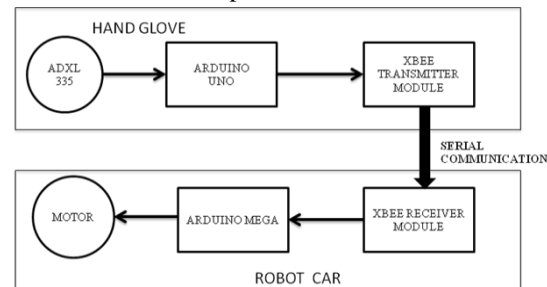 HAND GLOVE
ADXL
335
ARDUINO
UNO
XBEE
TRANSMITTER
MODULE
SERIAL
COMMUNICATION
MOTOR
ARDUINO MEGA
XBEE RECEIVER
MODULE
ROBOT CAR